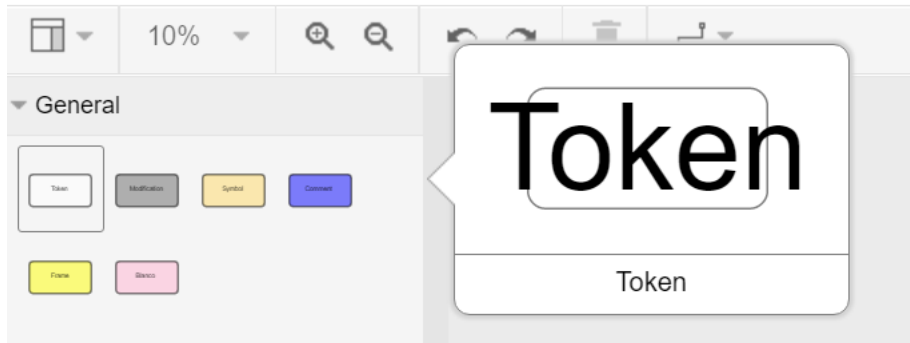 10%
General
Token
Modification
Symbol
Comment
Frame
Blanco
Token
Token